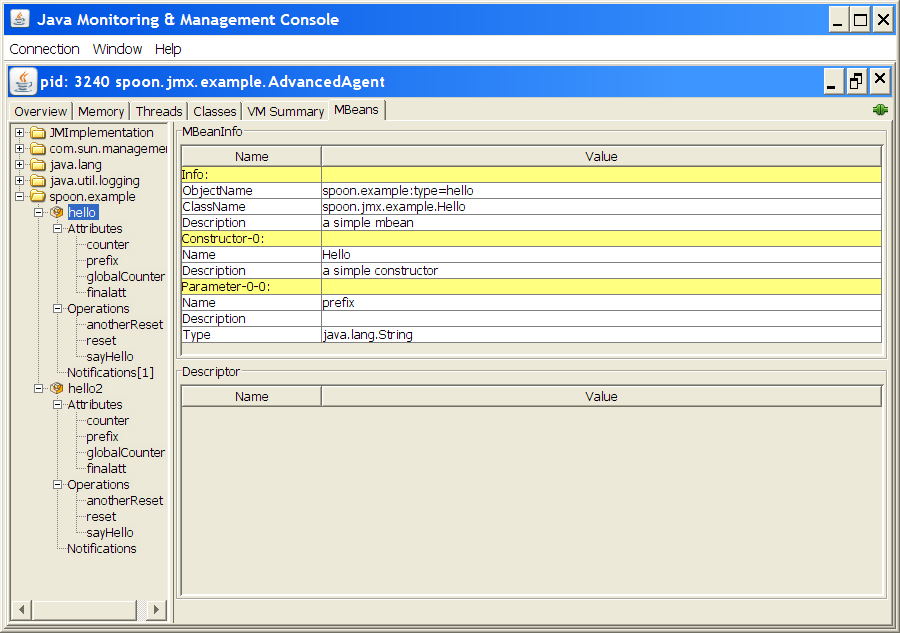 Java Monitoring & Management Console
Connection Window Help
pid: 3240 spoon.jmx.example.AdvancedAgent
Overview Memory Threads Classes VM Summary MBeans
JMImplementation
com.sun.managemer
java.lang
java.util.logging
spoon.example
hello
Attributes
counter
prefix
globalCounter
finalatt
Operations
anotherReset
reset
sayHello
Notifications[1]
hello2
Attributes
counter
prefix
globalCounter
finalatt
Operations
anotherReset
reset
sayHello
Notifications
MBeanInfo
Name Value
Info:
ObjectName spoon.example:type=hello
ClassName spoon.jmx.example.Hello
Description a simple mbean
Constructor-0:
Name Hello
Description a simple constructor
Parameter-0-0:
Name prefix
Description
Type java.lang.String
Descriptor
Name Value